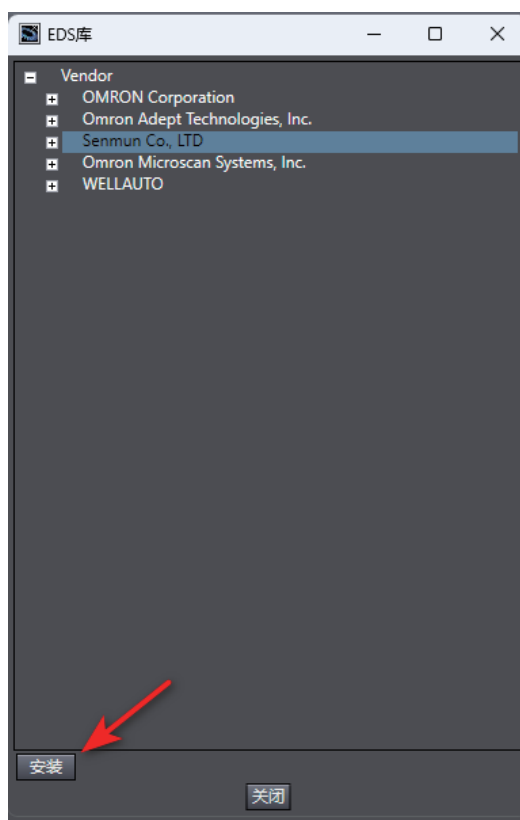 EDS库
Vendor
OMRON Corporation
Omron Adept Technologies, Inc.
Senmun Co., LTD
Omron Microscan Systems, Inc.
WELLAUTO
安装
关闭